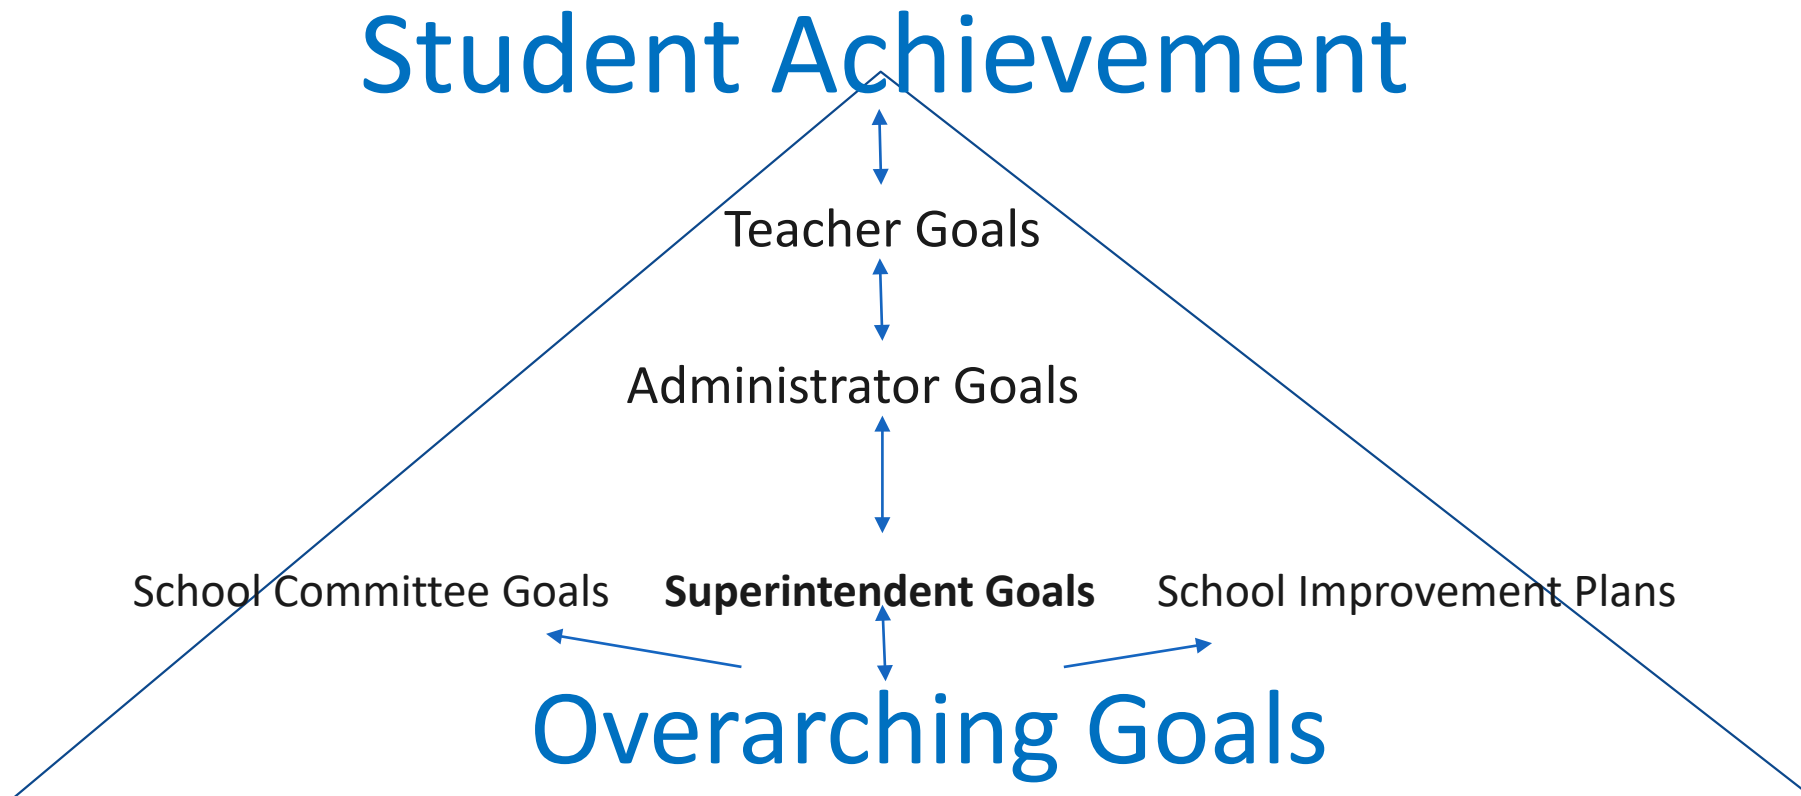 Student Achievement
Teacher Goals
Administrator Goals
School Committee Goals Superintendent Goals School Improvement Plans
Overarching Goals